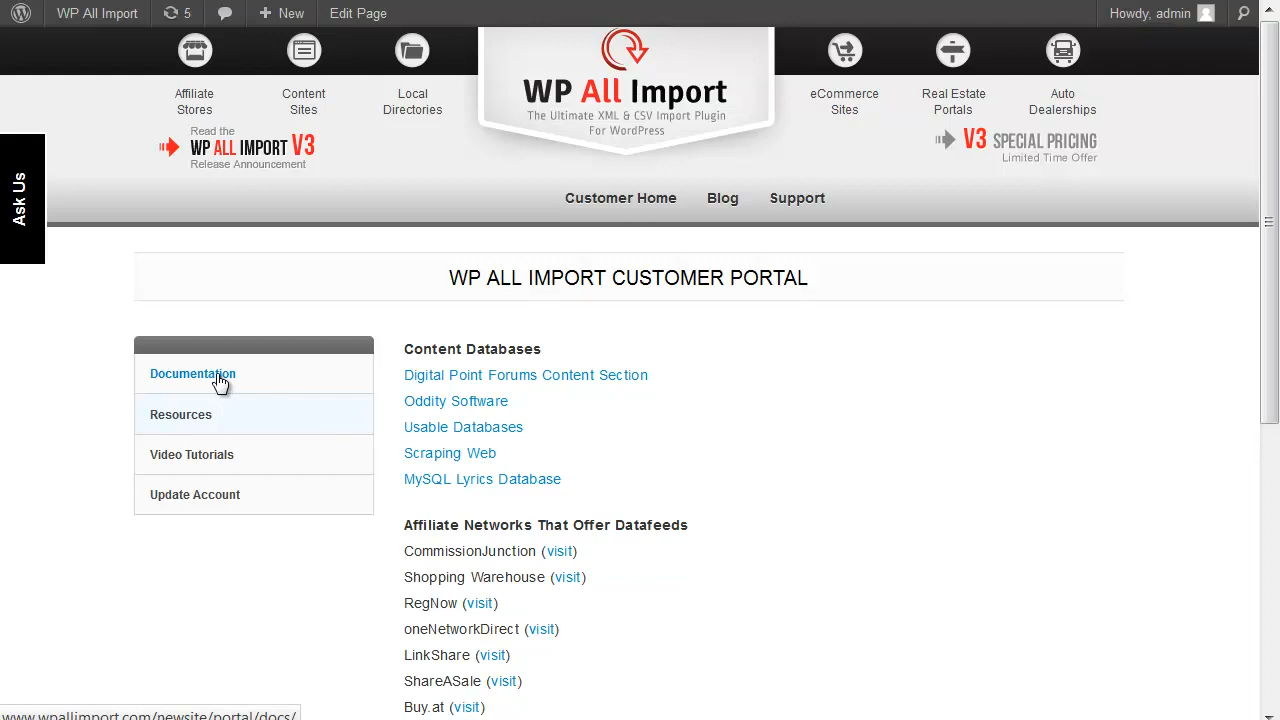 WP All Import
5
New
Edit Page
Howdy, admin
Affiliate
Stores
Content
Sites
Local
Directories
WP All Import
The Ultimate XML & CSV Import Plugin
For WordPress
eCommerce
Sites
Real Estate
Portals
Auto
Dealerships
Read the
WP ALL IMPORT V3
Release Announcement
V3 SPECIAL PRICING
Limited Time Offer
Ask Us
Customer Home
Blog
Support
WP ALL IMPORT CUSTOMER PORTAL
Documentation
Resources
Video Tutorials
Update Account
Content Databases
Digital Point Forums Content Section
Oddity Software
Usable Databases
Scraping Web
MySQL Lyrics Database
Affiliate Networks That Offer Datafeeds
CommissionJunction (visit)
Shopping Warehouse (visit)
RegNow (visit)
oneNetworkDirect (visit)
LinkShare (visit)
ShareASale (visit)
Buy.at (visit)
www.wpallimport.com/newsite/portal/docs/